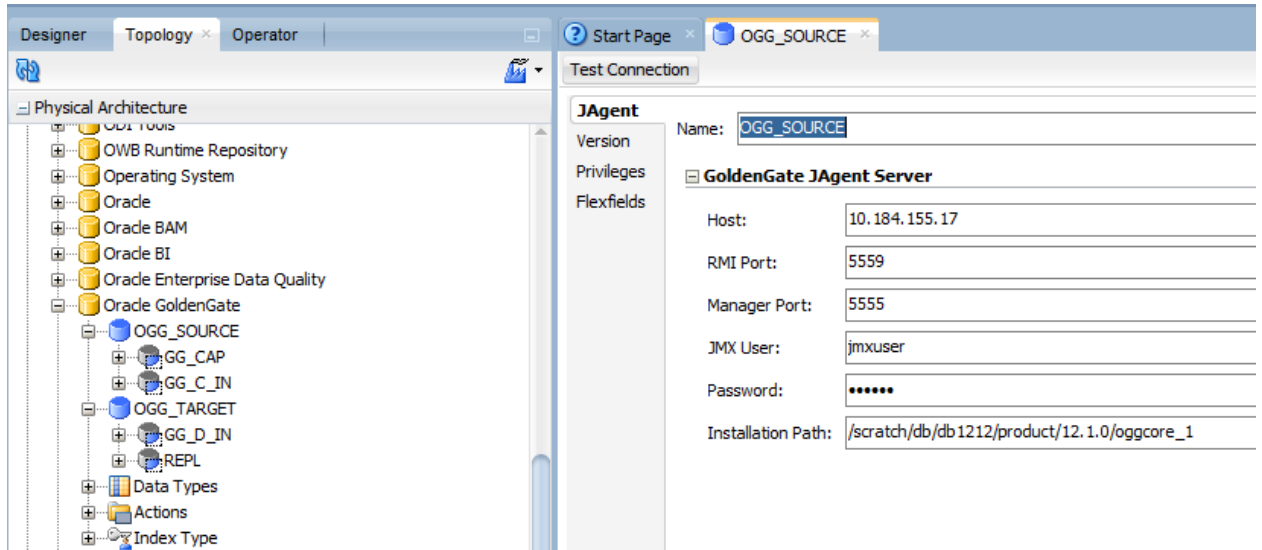 Designer Topology Operator
Physical Architecture
ODI Tools
OWB Runtime Repository
Operating System
Oracle
Oracle BAM
Oracle BI
Oracle Enterprise Data Quality
Oracle GoldenGate
OGG_SOURCE
GG_CAP
GG_C_IN
OGG_TARGET
GG_D_IN
REPL
Data Types
Actions
Index Type
Start Page OGG_SOURCE
Test Connection
JAgent
Version
Privileges
Flexfields
Name: OGG_SOURCE
GoldenGate JAgent Server
Host: 10.184.155.17
RMI Port: 5559
Manager Port: 5555
JMX User: jmxuser
Password: ••••••
Installation Path: /scratch/db/db1212/product/12.1.0/oggcore_1